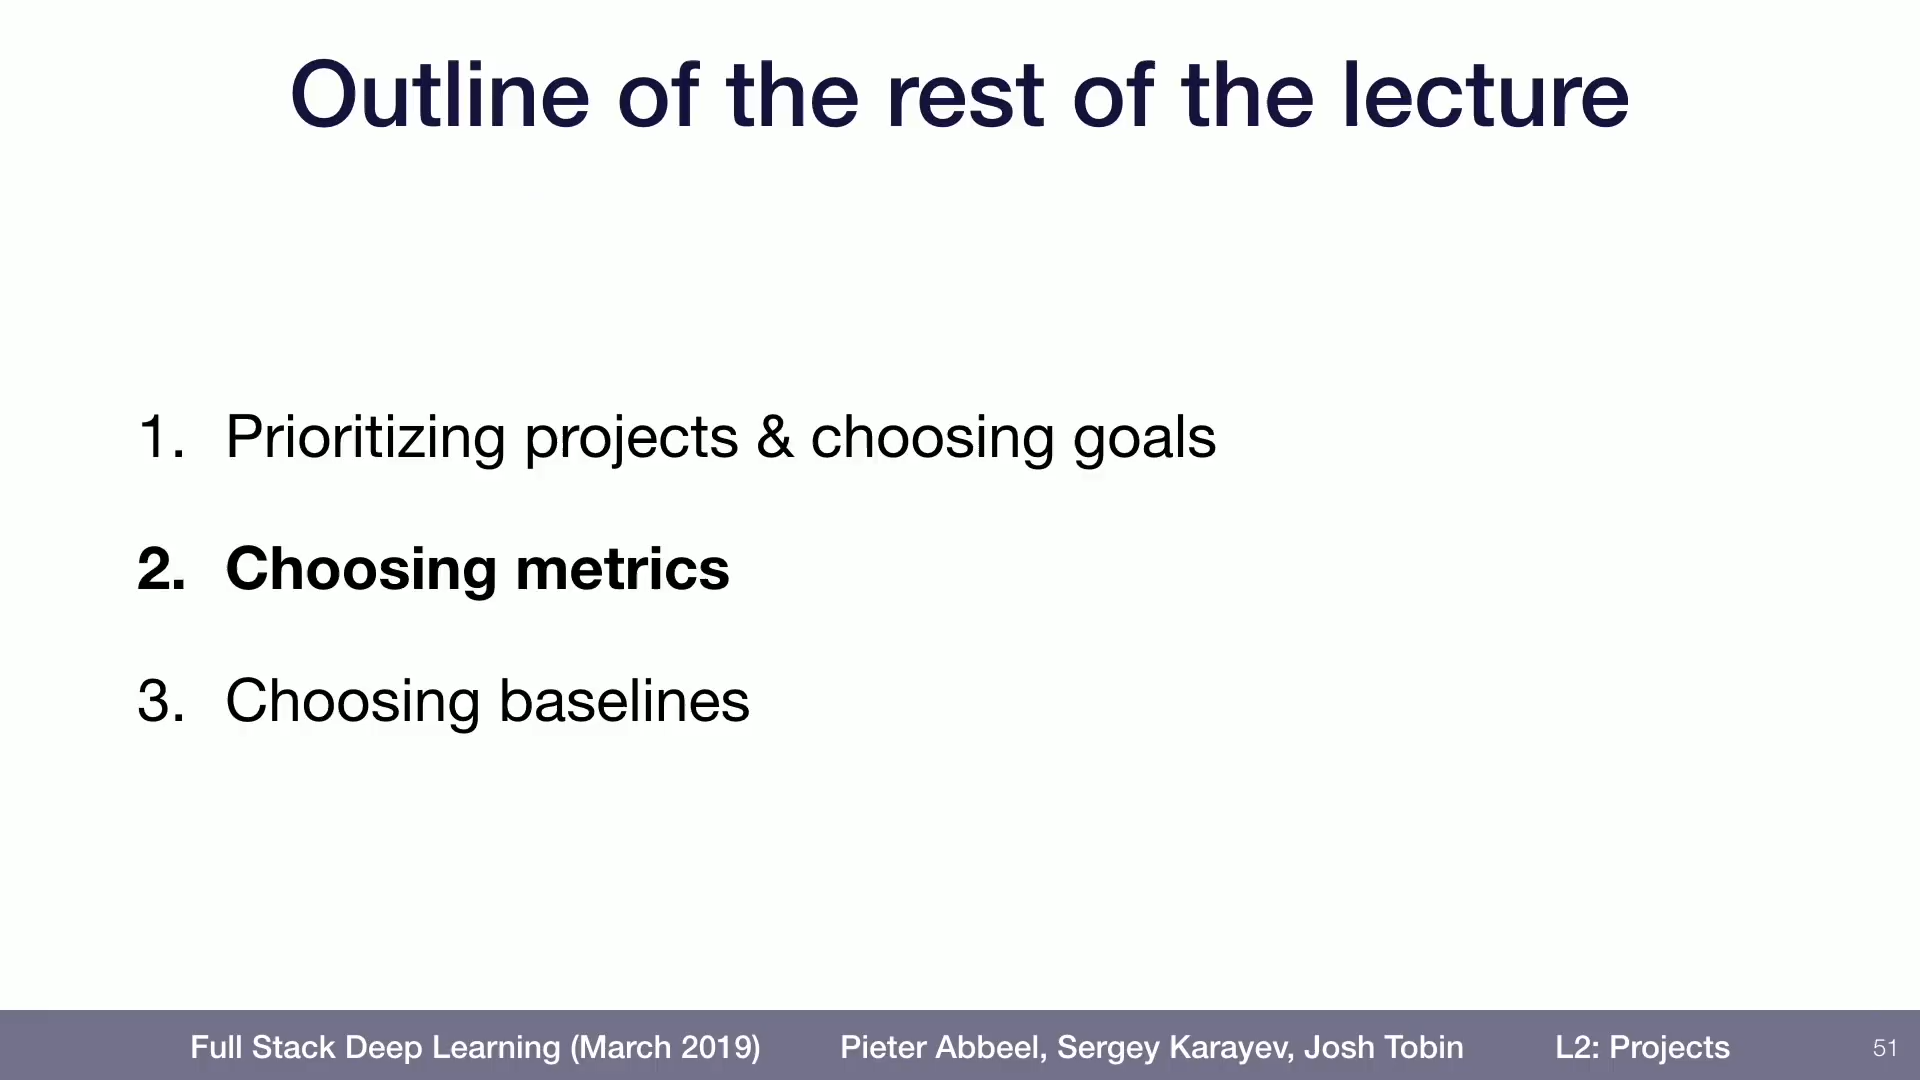 Outline of the rest of the lecture
1. Prioritizing projects & choosing goals
2. Choosing metrics
3. Choosing baselines
Full Stack Deep Learning (March 2019) Pieter Abbeel, Sergey Karayev, Josh Tobin L2: Projects 51